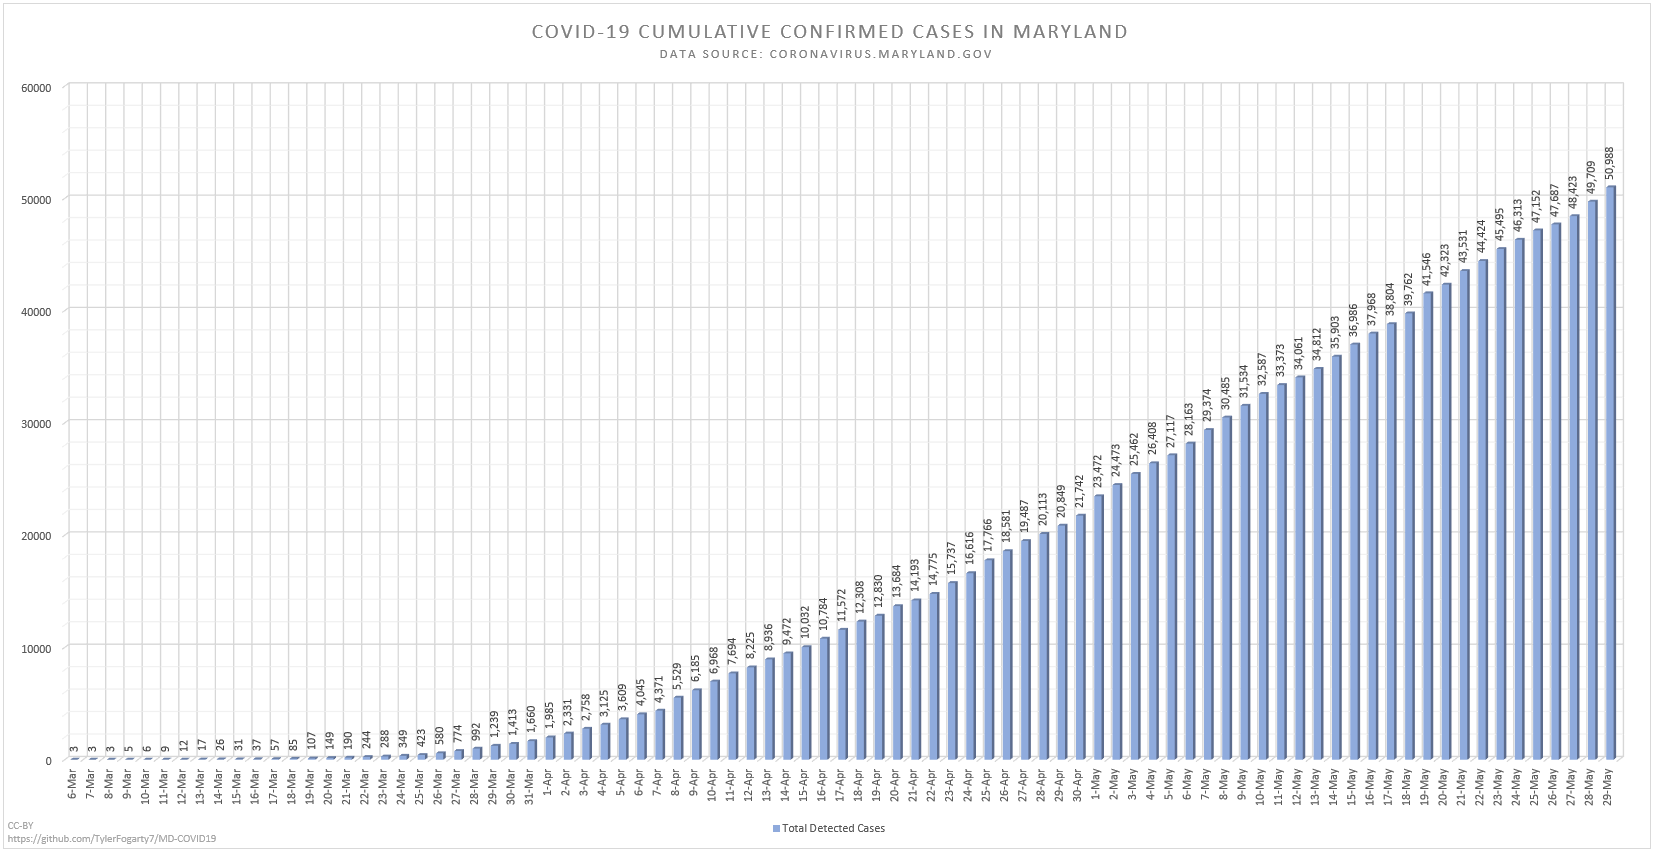 COVID-19 CUMULATIVE CONFIRMED CASES IN MARYLAND
DATA SOURCE: CORONAVIRUS.MARYLAND.GOV
60000
50000
40000
30000
20000
10000
0
3
3
3
5
6
9
12
17
26
31
37
57
85
107
149
190
244
288
349
423
580
774
992
1,239
1,413
1,660
1,985
2,331
2,758
3,125
3,609
4,045
4,371
5,529
6,185
6,968
7,694
8,225
8,936
9,472
10,032
10,784
11,572
12,308
12,830
13,684
14,193
14,775
15,737
16,616
17,766
18,581
19,487
20,113
20,849
21,742
23,472
24,473
25,462
26,408
27,117
28,163
29,374
30,485
31,534
32,587
33,373
34,061
34,812
35,903
36,986
37,968
38,804
39,762
41,546
42,323
43,531
44,424
45,495
46,313
47,152
47,687
48,423
49,709
50,988
6-Mar
7-Mar
8-Mar
9-Mar
10-Mar
11-Mar
12-Mar
13-Mar
14-Mar
15-Mar
16-Mar
17-Mar
18-Mar
19-Mar
20-Mar
21-Mar
22-Mar
23-Mar
24-Mar
25-Mar
26-Mar
27-Mar
28-Mar
29-Mar
30-Mar
31-Mar
1-Apr
2-Apr
3-Apr
4-Apr
5-Apr
6-Apr
7-Apr
8-Apr
9-Apr
10-Apr
11-Apr
12-Apr
13-Apr
14-Apr
15-Apr
16-Apr
17-Apr
18-Apr
19-Apr
20-Apr
21-Apr
22-Apr
23-Apr
24-Apr
25-Apr
26-Apr
27-Apr
28-Apr
29-Apr
30-Apr
1-May
2-May
3-May
4-May
5-May
6-May
7-May
8-May
9-May
10-May
11-May
12-May
13-May
14-May
15-May
16-May
17-May
18-May
19-May
20-May
21-May
22-May
23-May
24-May
25-May
26-May
27-May
28-May
29-May
Total Detected Cases
CC-BY
https://github.com/TylerFogarty7/MD-COVID19